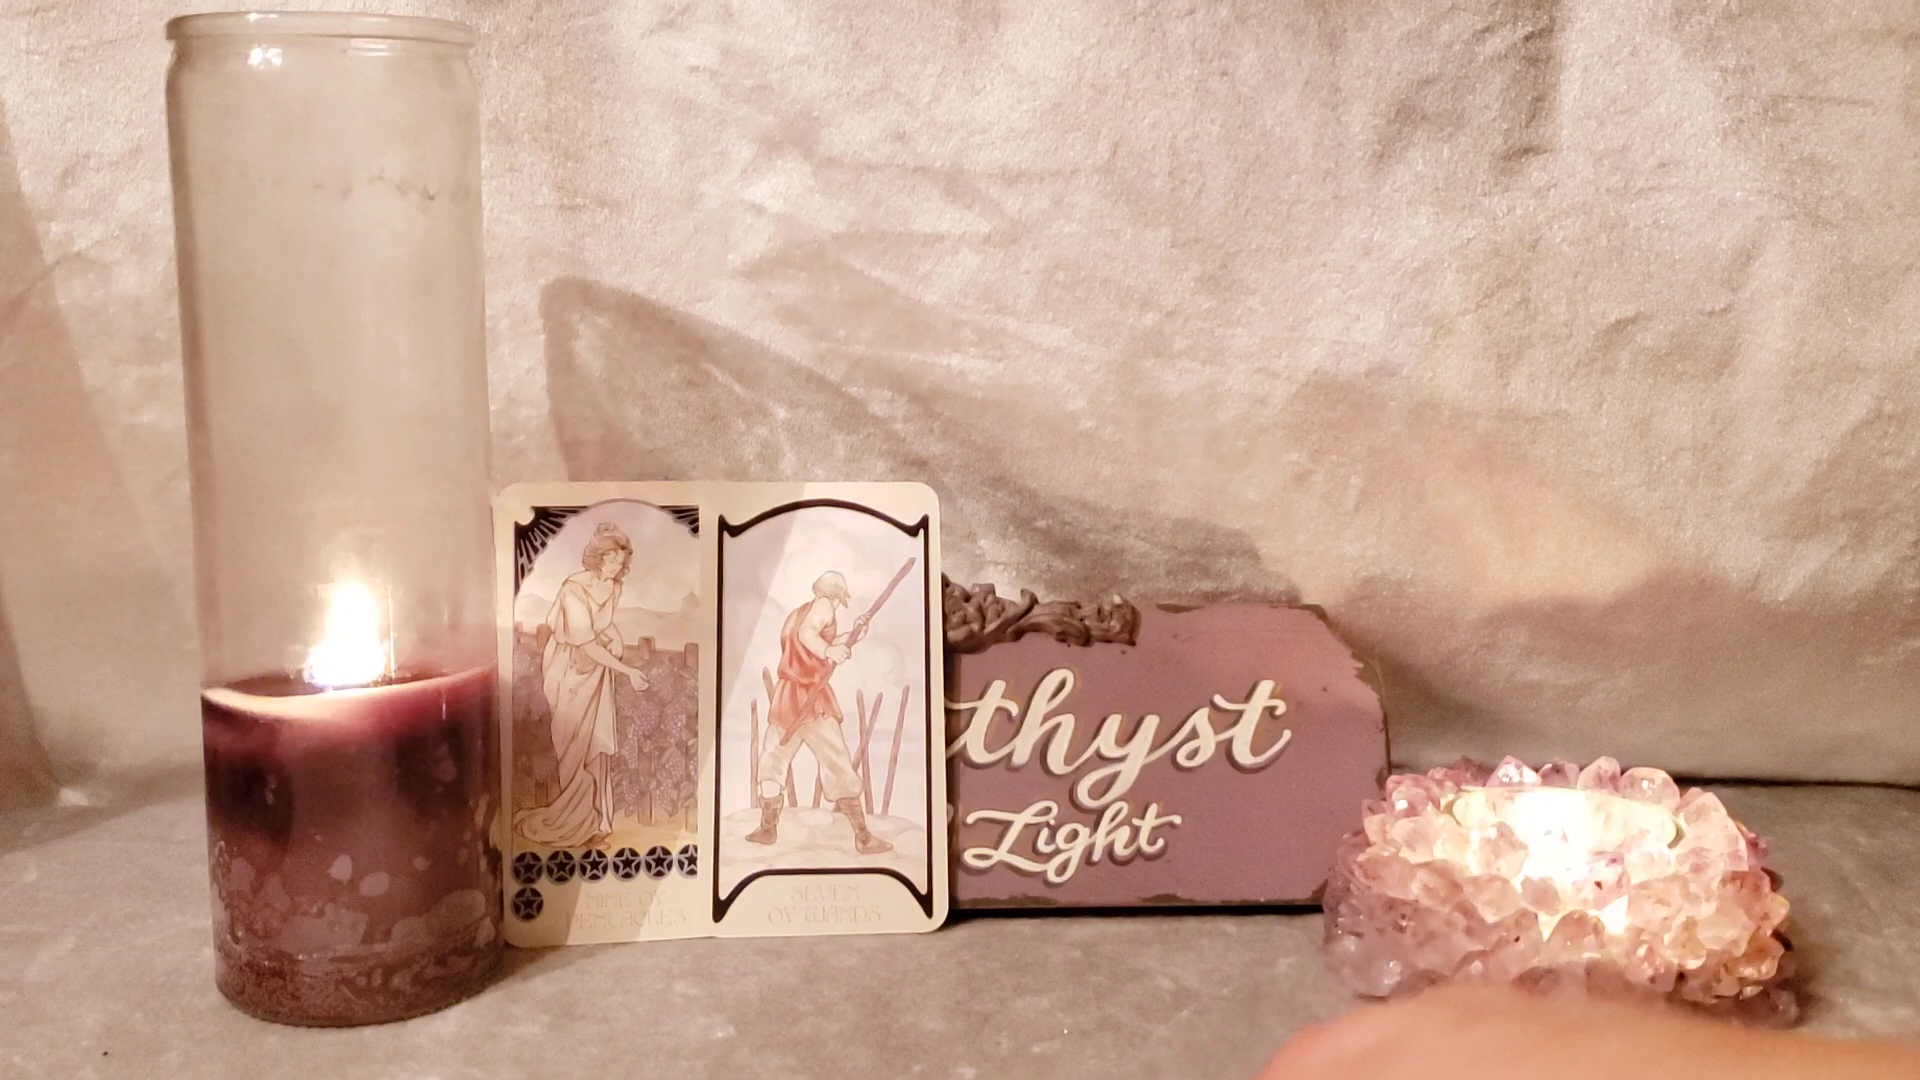 NINE OF
PENTACLES
SEVEN
OF WANDS
thyst
Light